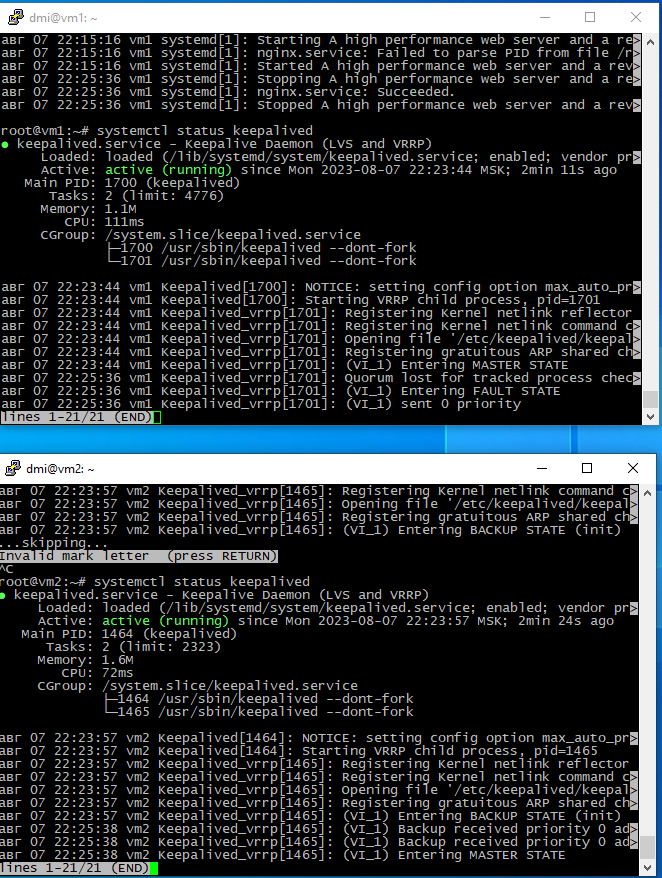 dmi@vm1: ~
авг 07 22:15:16 vm1 systemd[1]: Starting A high performance web server and a re>
авг 07 22:15:16 vm1 systemd[1]: nginx.service: Failed to parse PID from file /r>
авг 07 22:15:16 vm1 systemd[1]: Started A high performance web server and a rev>
авг 07 22:25:36 vm1 systemd[1]: Stopping A high performance web server and a re>
авг 07 22:25:36 vm1 systemd[1]: nginx.service: Succeeded.
авг 07 22:25:36 vm1 systemd[1]: Stopped A high performance web server and a rev>
root@vm1:~# systemctl status keepalived
● keepalived.service - Keepalive Daemon (LVS and VRRP)
Loaded: loaded (/lib/systemd/system/keepalived.service; enabled; vendor pr>
Active: active (running) since Mon 2023-08-07 22:23:44 MSK; 2min 11s ago
Main PID: 1700 (keepalived)
Tasks: 2 (limit: 4776)
Memory: 1.1M
CPU: 111ms
CGroup: /system.slice/keepalived.service
├─1700 /usr/sbin/keepalived --dont-fork
└─1701 /usr/sbin/keepalived --dont-fork
авг 07 22:23:44 vm1 Keepalived[1700]: NOTICE: setting config option max_auto_pr>
авг 07 22:23:44 vm1 Keepalived[1700]: Starting VRRP child process, pid=1701
авг 07 22:23:44 vm1 Keepalived_vrrp[1701]: Registering Kernel netlink reflector
авг 07 22:23:44 vm1 Keepalived_vrrp[1701]: Registering Kernel netlink command c>
авг 07 22:23:44 vm1 Keepalived_vrrp[1701]: Opening file '/etc/keepalived/keepal>
авг 07 22:23:44 vm1 Keepalived_vrrp[1701]: Registering gratuitous ARP shared ch>
авг 07 22:23:44 vm1 Keepalived_vrrp[1701]: (VI_1) Entering MASTER STATE
авг 07 22:25:36 vm1 Keepalived_vrrp[1701]: Quorum lost for tracked process chec>
авг 07 22:25:36 vm1 Keepalived_vrrp[1701]: (VI_1) Entering FAULT STATE
авг 07 22:25:36 vm1 Keepalived_vrrp[1701]: (VI_1) sent 0 priority
lines 1-21/21 (END)
dmi@vm2: ~
авг 07 22:23:57 vm2 Keepalived_vrrp[1465]: Registering Kernel netlink command c>
авг 07 22:23:57 vm2 Keepalived_vrrp[1465]: Opening file '/etc/keepalived/keepal>
авг 07 22:23:57 vm2 Keepalived_vrrp[1465]: Registering gratuitous ARP shared ch>
авг 07 22:23:57 vm2 Keepalived_vrrp[1465]: (VI_1) Entering BACKUP STATE (init)
...skipping...
Invalid mark letter  (press RETURN)
^C
root@vm2:~# systemctl status keepalived
● keepalived.service - Keepalive Daemon (LVS and VRRP)
Loaded: loaded (/lib/systemd/system/keepalived.service; enabled; vendor pr>
Active: active (running) since Mon 2023-08-07 22:23:57 MSK; 2min 24s ago
Main PID: 1464 (keepalived)
Tasks: 2 (limit: 2323)
Memory: 1.6M
CPU: 72ms
CGroup: /system.slice/keepalived.service
├─1464 /usr/sbin/keepalived --dont-fork
└─1465 /usr/sbin/keepalived --dont-fork
авг 07 22:23:57 vm2 Keepalived[1464]: NOTICE: setting config option max_auto_pr>
авг 07 22:23:57 vm2 Keepalived[1464]: Starting VRRP child process, pid=1465
авг 07 22:23:57 vm2 Keepalived_vrrp[1465]: Registering Kernel netlink reflector
авг 07 22:23:57 vm2 Keepalived_vrrp[1465]: Registering Kernel netlink command c>
авг 07 22:23:57 vm2 Keepalived_vrrp[1465]: Opening file '/etc/keepalived/keepal>
авг 07 22:23:57 vm2 Keepalived_vrrp[1465]: Registering gratuitous ARP shared ch>
авг 07 22:23:57 vm2 Keepalived_vrrp[1465]: (VI_1) Entering BACKUP STATE (init)
авг 07 22:25:38 vm2 Keepalived_vrrp[1465]: (VI_1) Backup received priority 0 ad>
авг 07 22:25:38 vm2 Keepalived_vrrp[1465]: (VI_1) Backup received priority 0 ad>
авг 07 22:25:38 vm2 Keepalived_vrrp[1465]: (VI_1) Entering MASTER STATE
lines 1-21/21 (END)